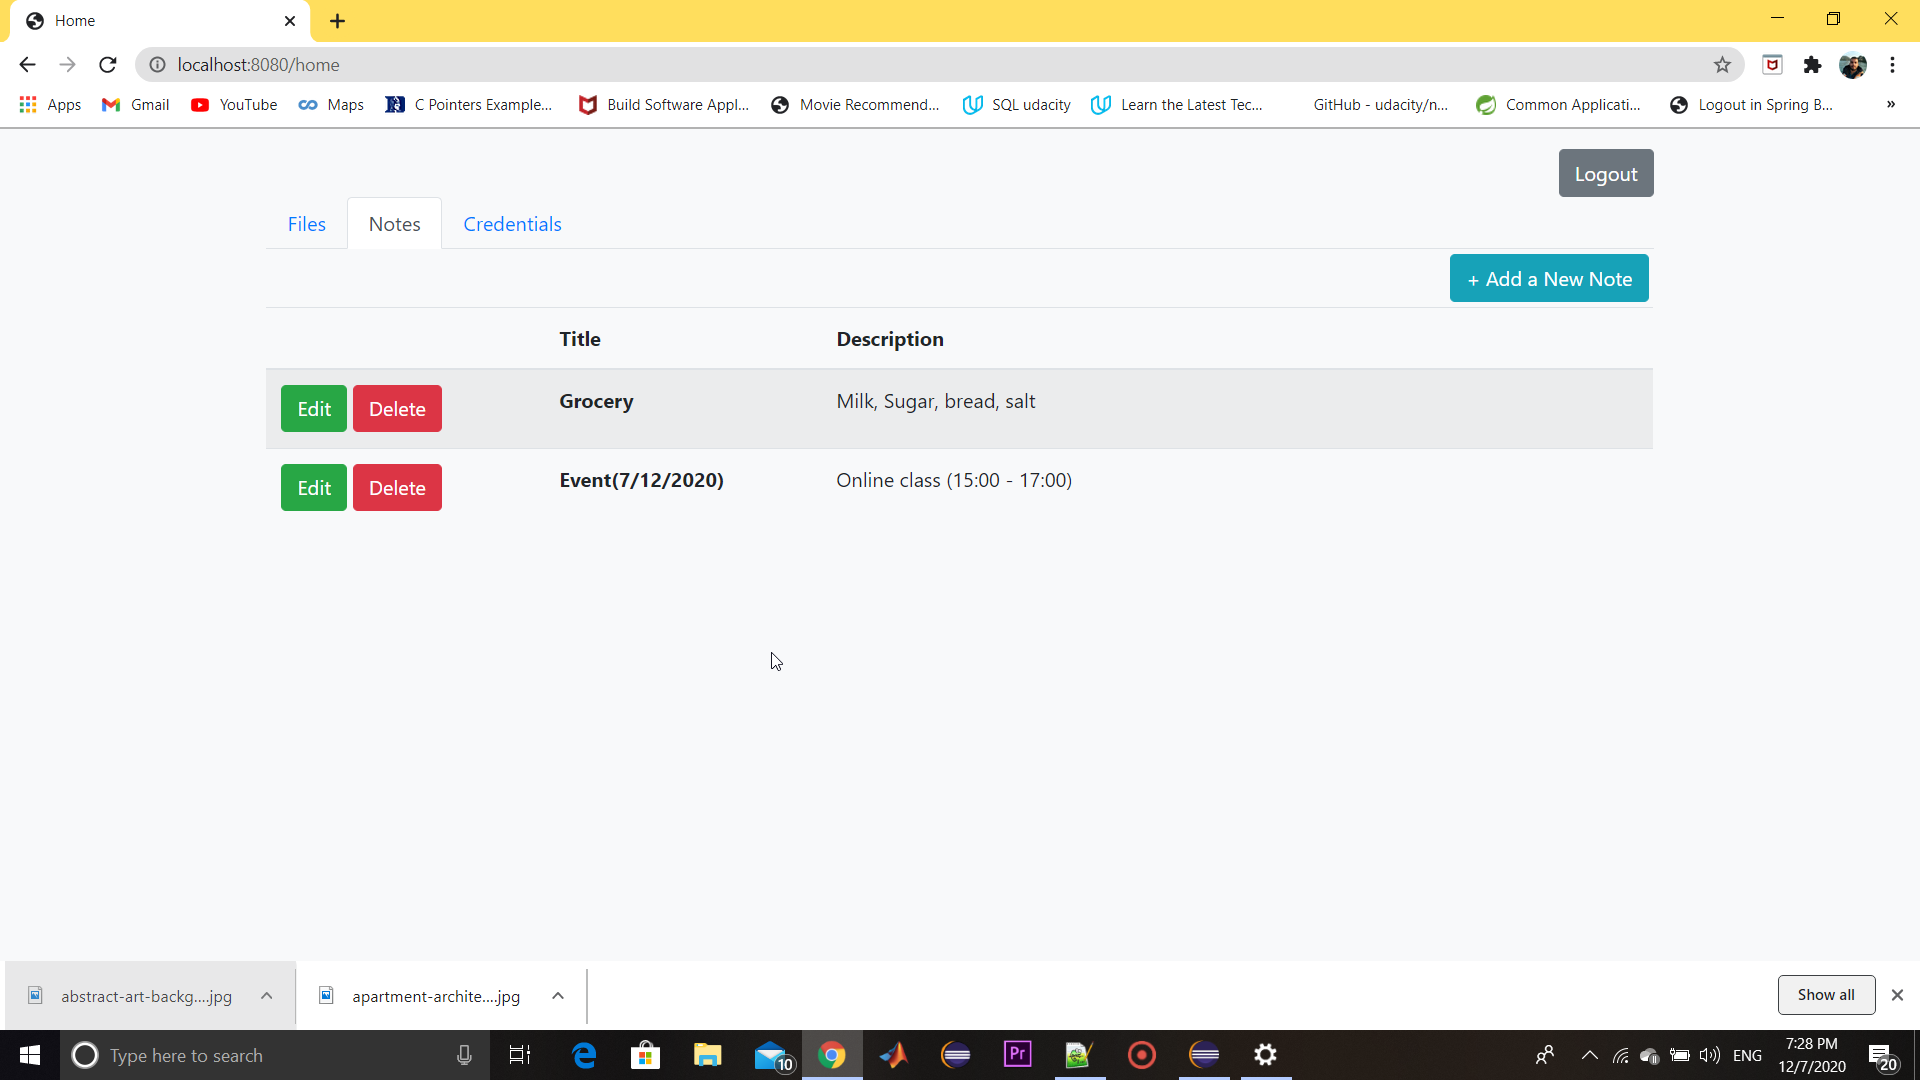 Home
localhost:8080/home
Apps Gmail YouTube Maps C Pointers Example... Build Software Appl... Movie Recommend... SQL udacity Learn the Latest Tec... GitHub - udacity/n... Common Applicati... Logout in Spring B... »
Logout
Files Notes Credentials
+ Add a New Note
Title Description
Edit Delete Grocery Milk, Sugar, bread, salt
Edit Delete Event(7/12/2020) Online class (15:00 - 17:00)
abstract-art-backg....jpg apartment-archite....jpg Show all
Type here to search 10 Pr ENG 7:28 PM 20
12/7/2020